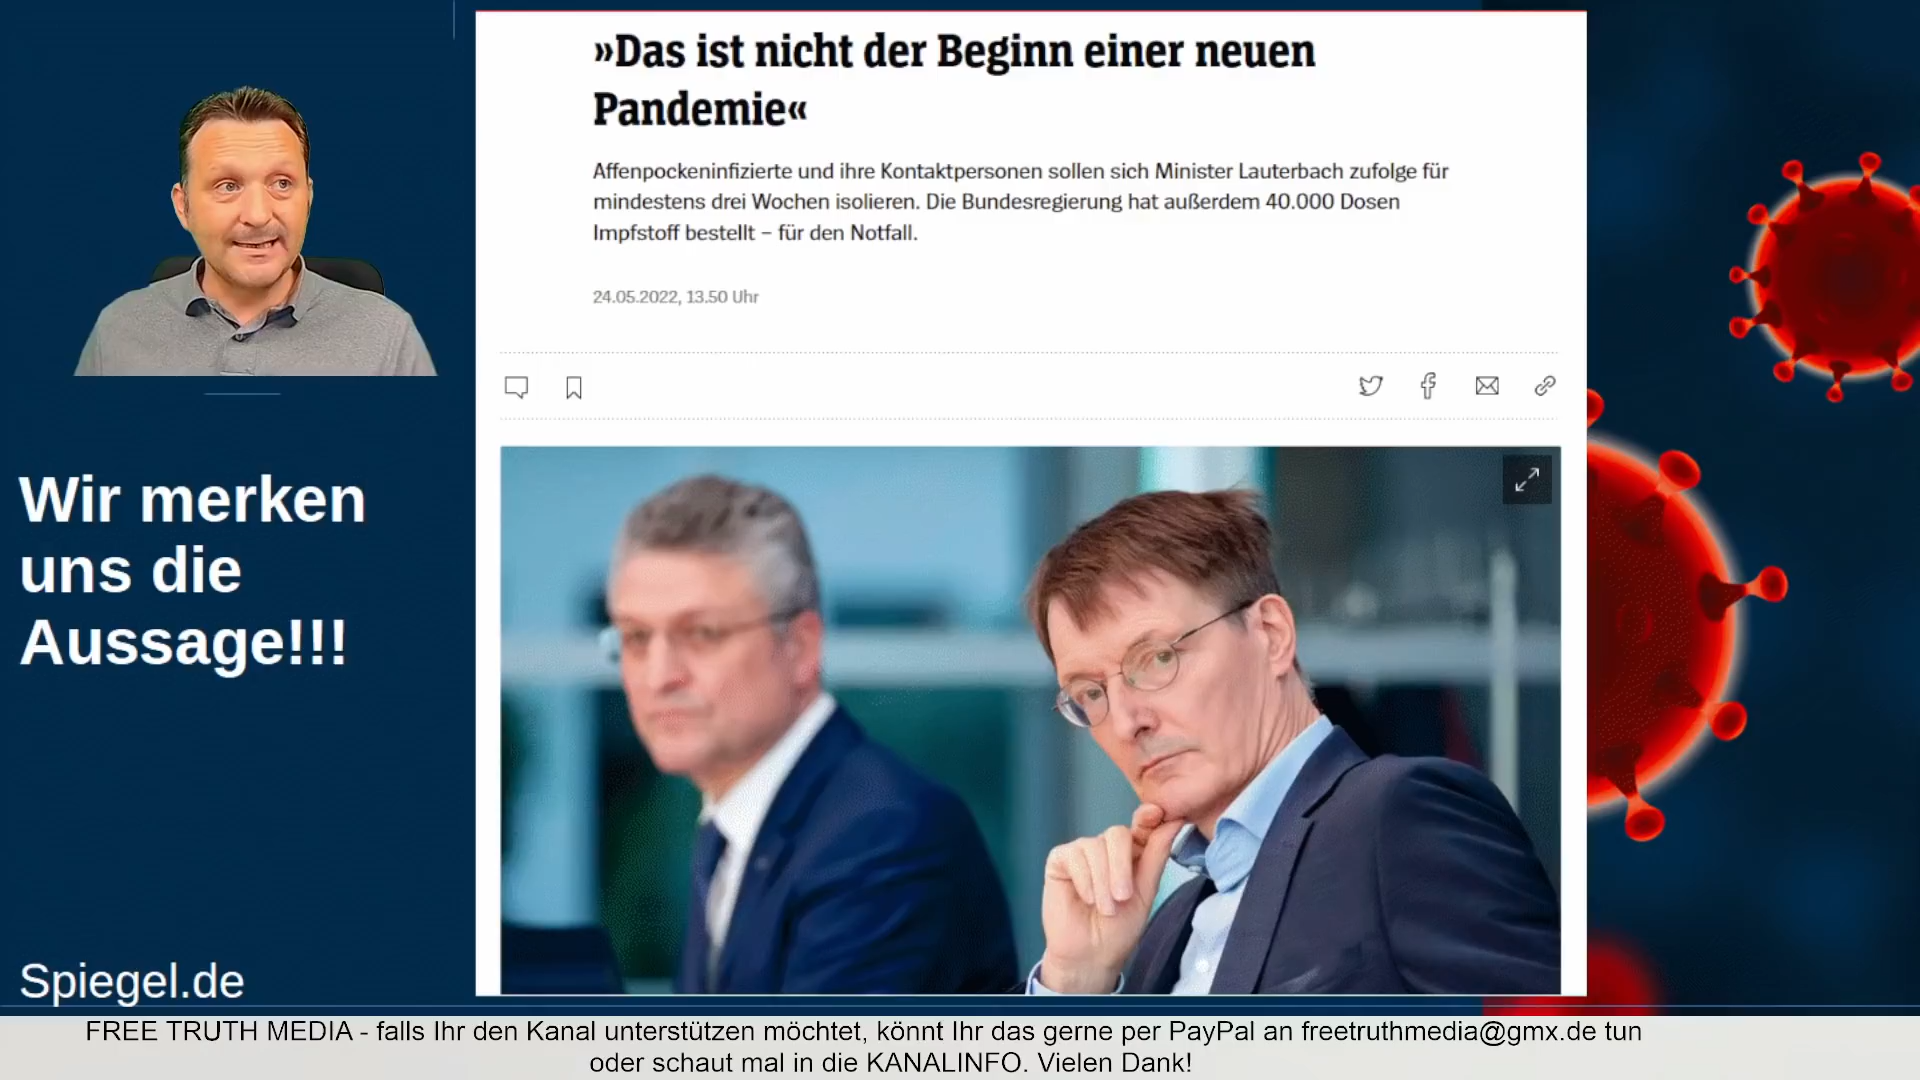 »Das ist nicht der Beginn einer neuen
Pandemie«
Affenpockeninfizierte und ihre Kontaktpersonen sollen sich Minister Lauterbach zufolge für
mindestens drei Wochen isolieren. Die Bundesregierung hat außerdem 40.000 Dosen
Impfstoff bestellt – für den Notfall.
24.05.2022, 13.50 Uhr
Wir merken
uns die
Aussage!!!
Spiegel.de
FREE TRUTH MEDIA - falls Ihr den Kanal unterstützen möchtet, könnt Ihr das gerne per PayPal an freetruthmedia@gmx.de tun
oder schaut mal in die KANALINFO. Vielen Dank!